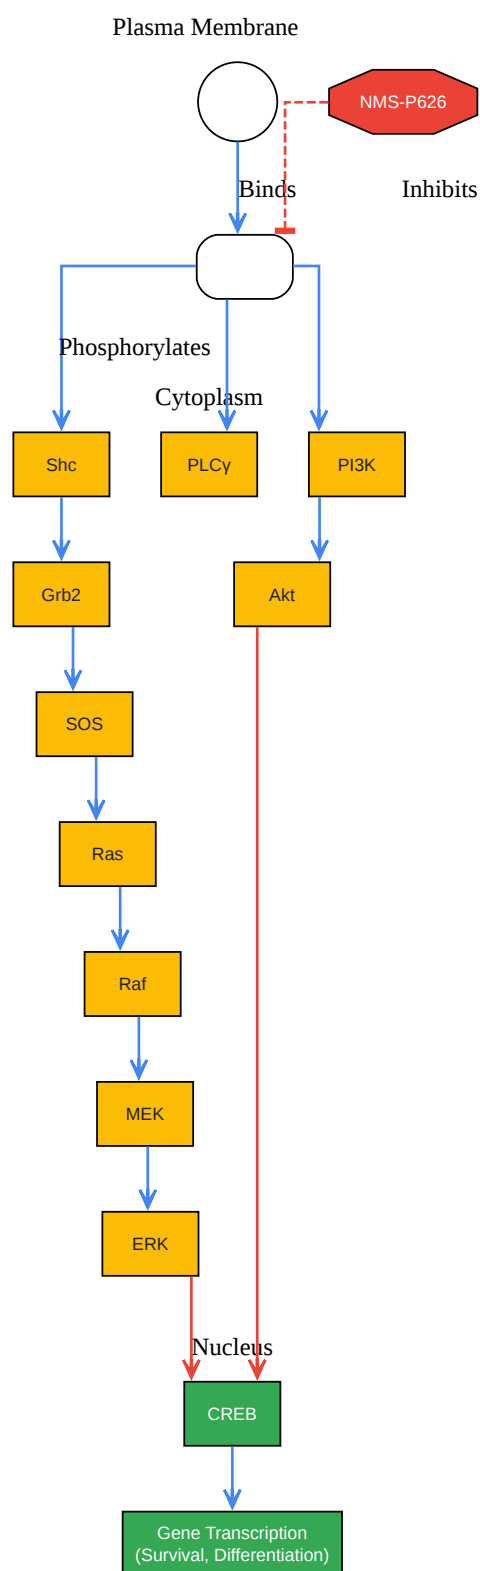 Plasma Membrane
NMS-P626
Binds
Inhibits
Phosphorylates
Cytoplasm
Shc
PLCγ
PI3K
Grb2
Akt
SOS
Ras
Raf
MEK
ERK
Nucleus
CREB
Gene Transcription
(Survival, Differentiation)